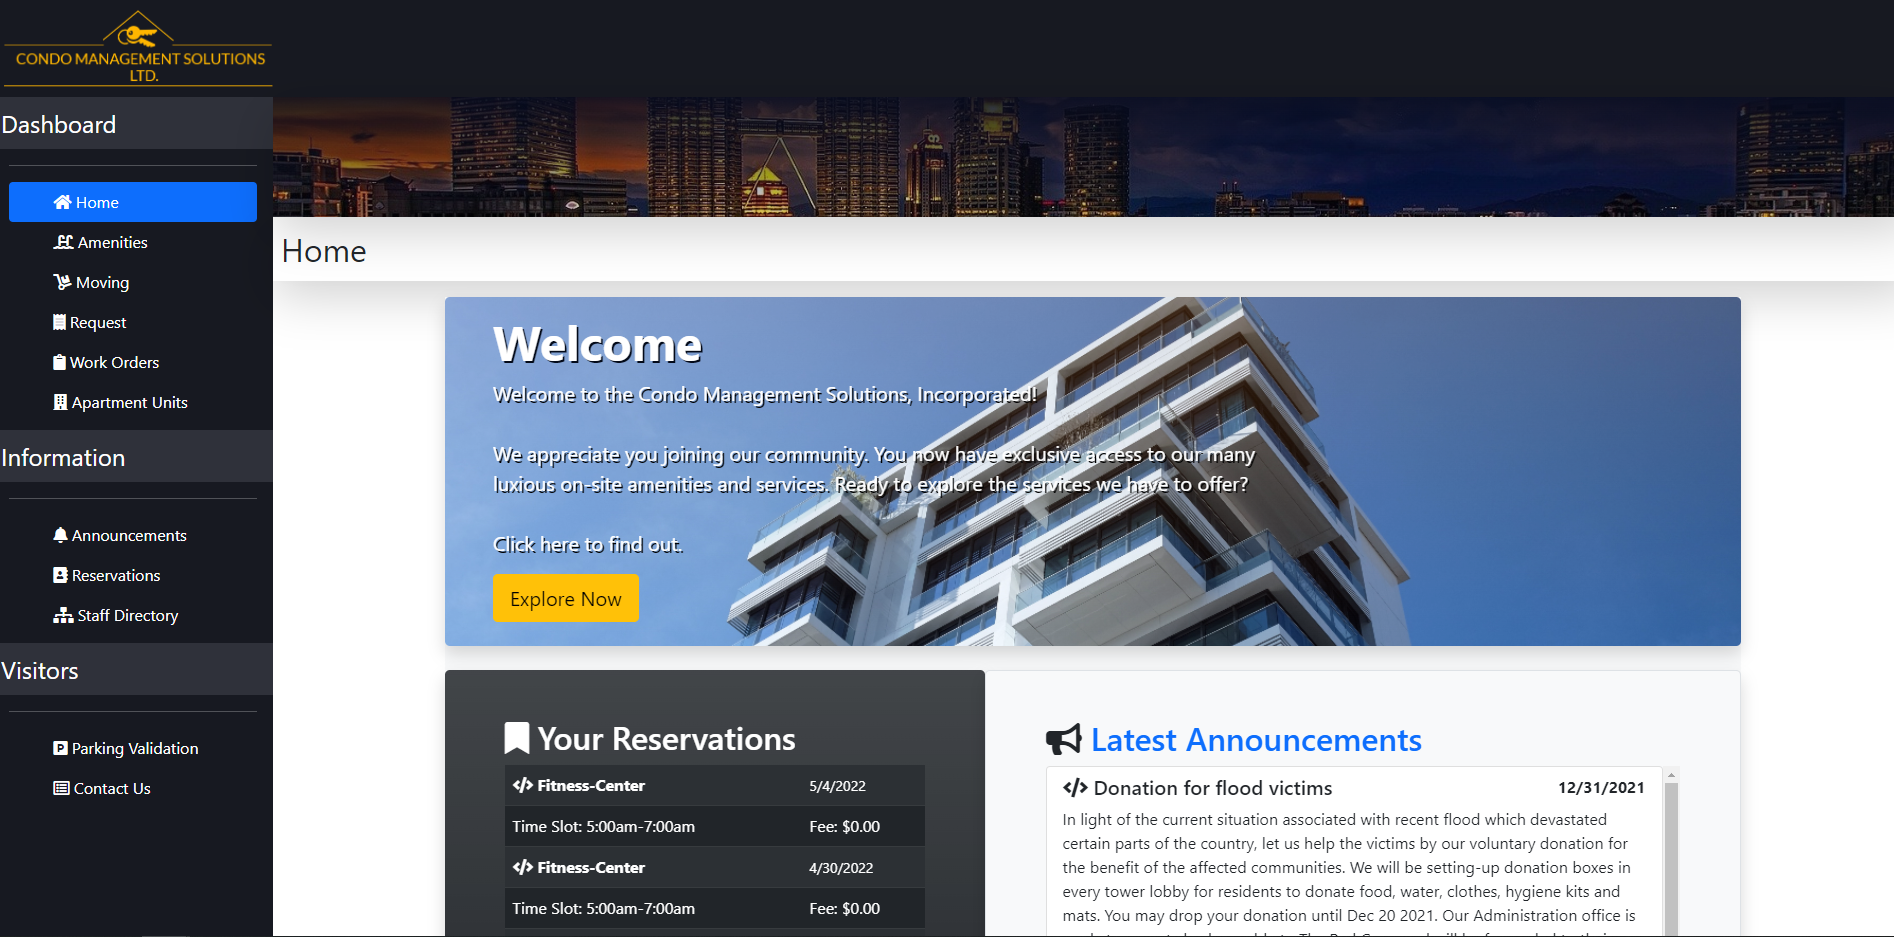 CONDO MANAGEMENT SOLUTIONS
LTD.
Dashboard
Home
Amenities
Moving
Request
Work Orders
Apartment Units
Information
Announcements
Reservations
Staff Directory
Visitors
Parking Validation
Contact Us
Home
Welcome
Welcome to the Condo Management Solutions, Incorporated!
We appreciate you joining our community. You now have exclusive access to our many
luxious on-site amenities and services. Ready to explore the services we have to offer?
Click here to find out.
Explore Now
Your Reservations
Fitness-Center 5/4/2022
Time Slot: 5:00am-7:00am Fee: $0.00
Fitness-Center 4/30/2022
Time Slot: 5:00am-7:00am Fee: $0.00
Latest Announcements
Donation for flood victims 12/31/2021
In light of the current situation associated with recent flood which devastated
certain parts of the country, let us help the victims by our voluntary donation for
the benefit of the affected communities. We will be setting-up donation boxes in
every tower lobby for residents to donate food, water, clothes, hygiene kits and
mats. You may drop your donation until Dec 20 2021. Our Administration office is